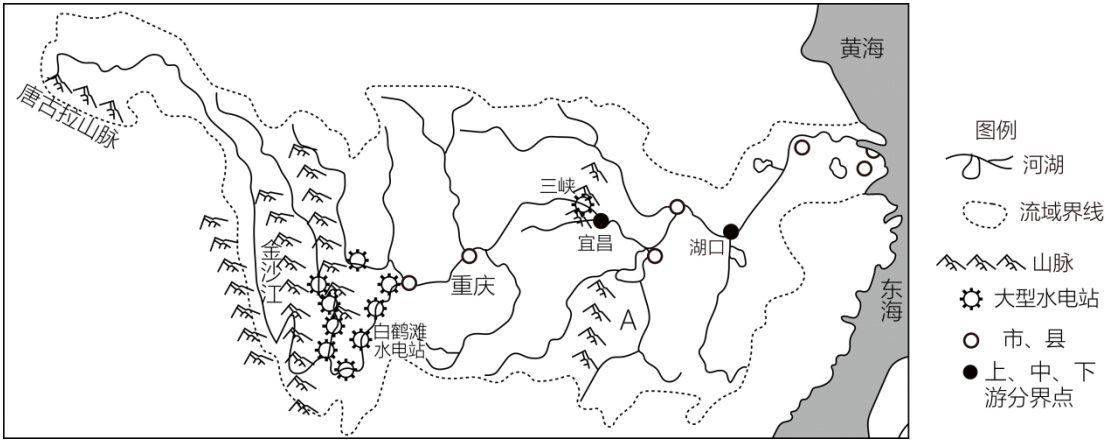 黄海
唐古拉山脉
三峡
宜昌
湖口
金沙江
重庆
白鹤滩
水电站
A
东海
图例
河湖
流域界线
山脉
大型水电站
市、县
上、中、下
游分界点